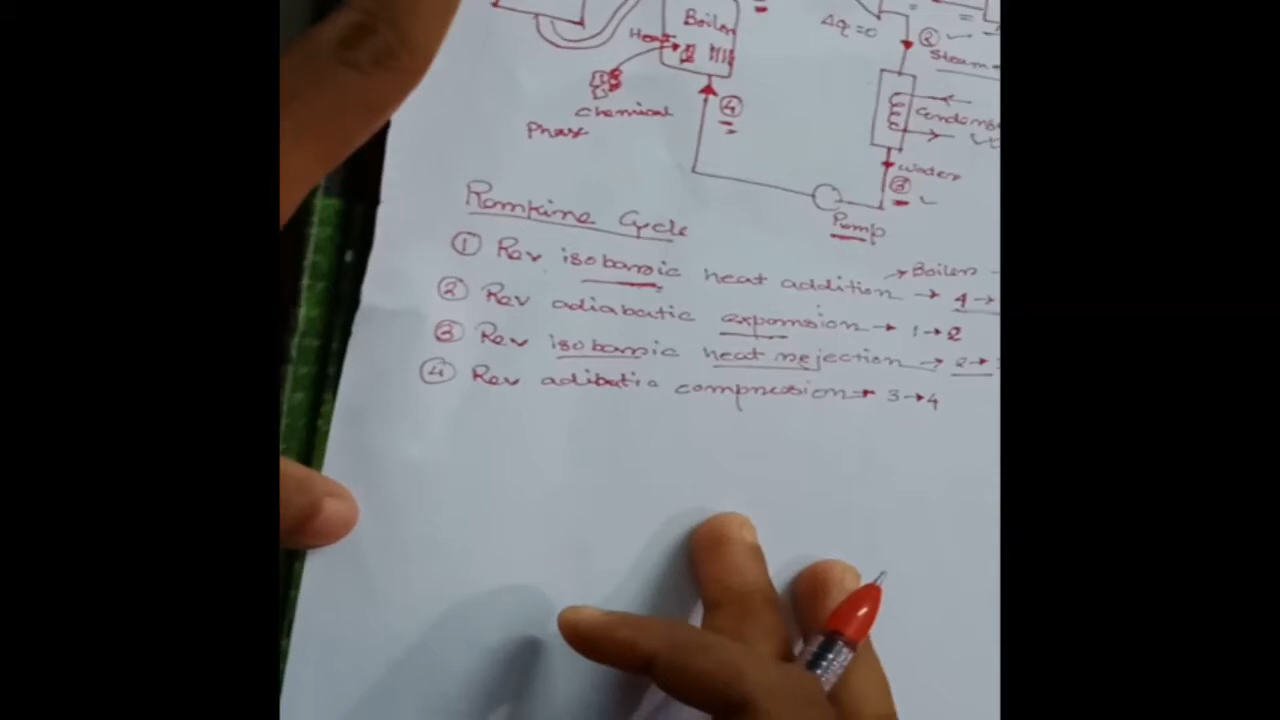 Boiler
Δq = 0
②
Steam
Heat
Chemical
Phase
④
Condens
Water
③
Pump
Rankine Cycle
① Rev isobaric heat addition → 4 →
Boiler
② Rev adiabatic expansion → 1→2
③ Rev isobaric heat rejection → 2→
④ Rev adibatic compression → 3→4